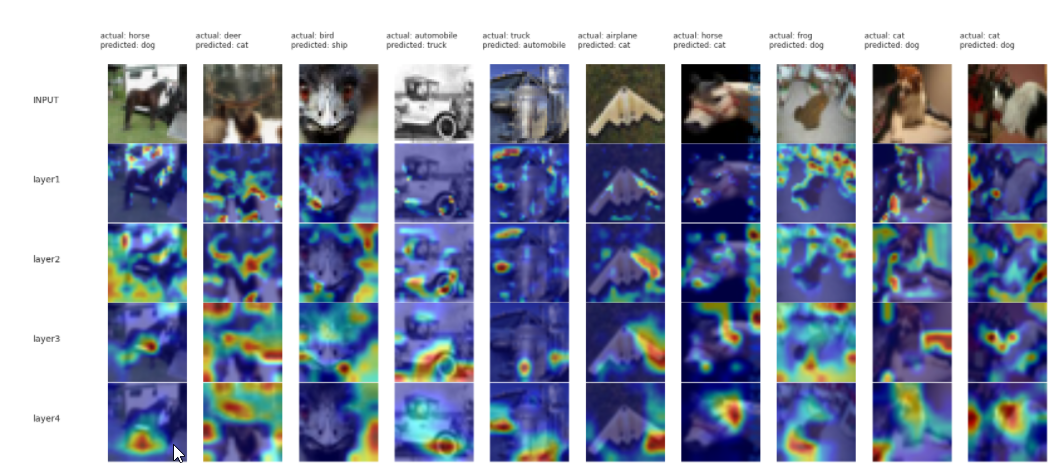 actual: horse
predicted: dog
actual: deer
predicted: cat
actual: bird
predicted: ship
actual: automobile
predicted: truck
actual: truck
predicted: automobile
actual: airplane
predicted: cat
actual: horse
predicted: cat
actual: frog
predicted: dog
actual: cat
predicted: dog
actual: cat
predicted: dog
INPUT
layer1
layer2
layer3
layer4